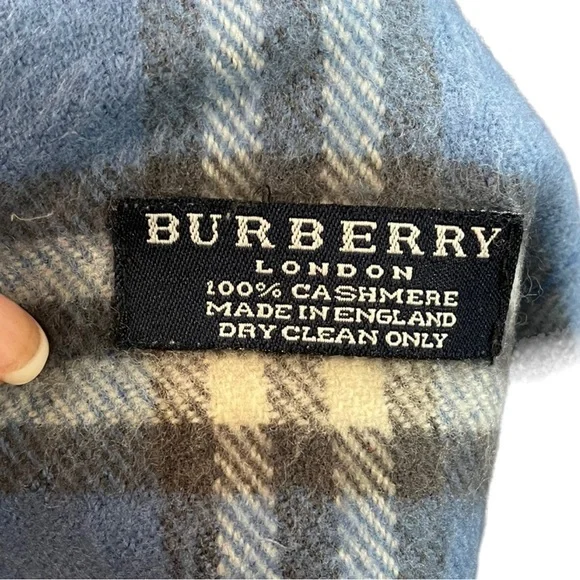 BURBERRY
LONDON
100% CASHMERE
MADE IN ENGLAND
DRY CLEAN ONLY